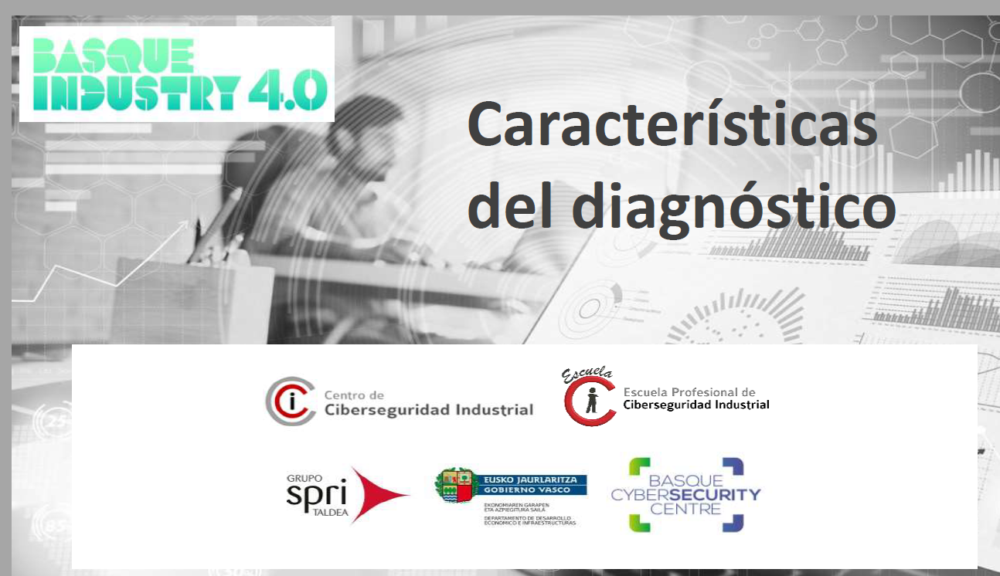 BASQUE
INDUSTRY 4.0
Características
del diagnóstico
Centro de
Ciberseguridad Industrial
Escuela
Escuela Profesional de
Ciberseguridad Industrial
GRUPO
spri
TALDEA
EUSKO JAURLARITZA
GOBIERNO VASCO
EKONOMIAREN GARAPEN
ETA AZPIEGITURA SAILA
DEPARTAMENTO DE DESARROLLO
ECONÓMICO E INFRAESTRUCTURAS
BASQUE
CYBERSECURITY
CENTRE